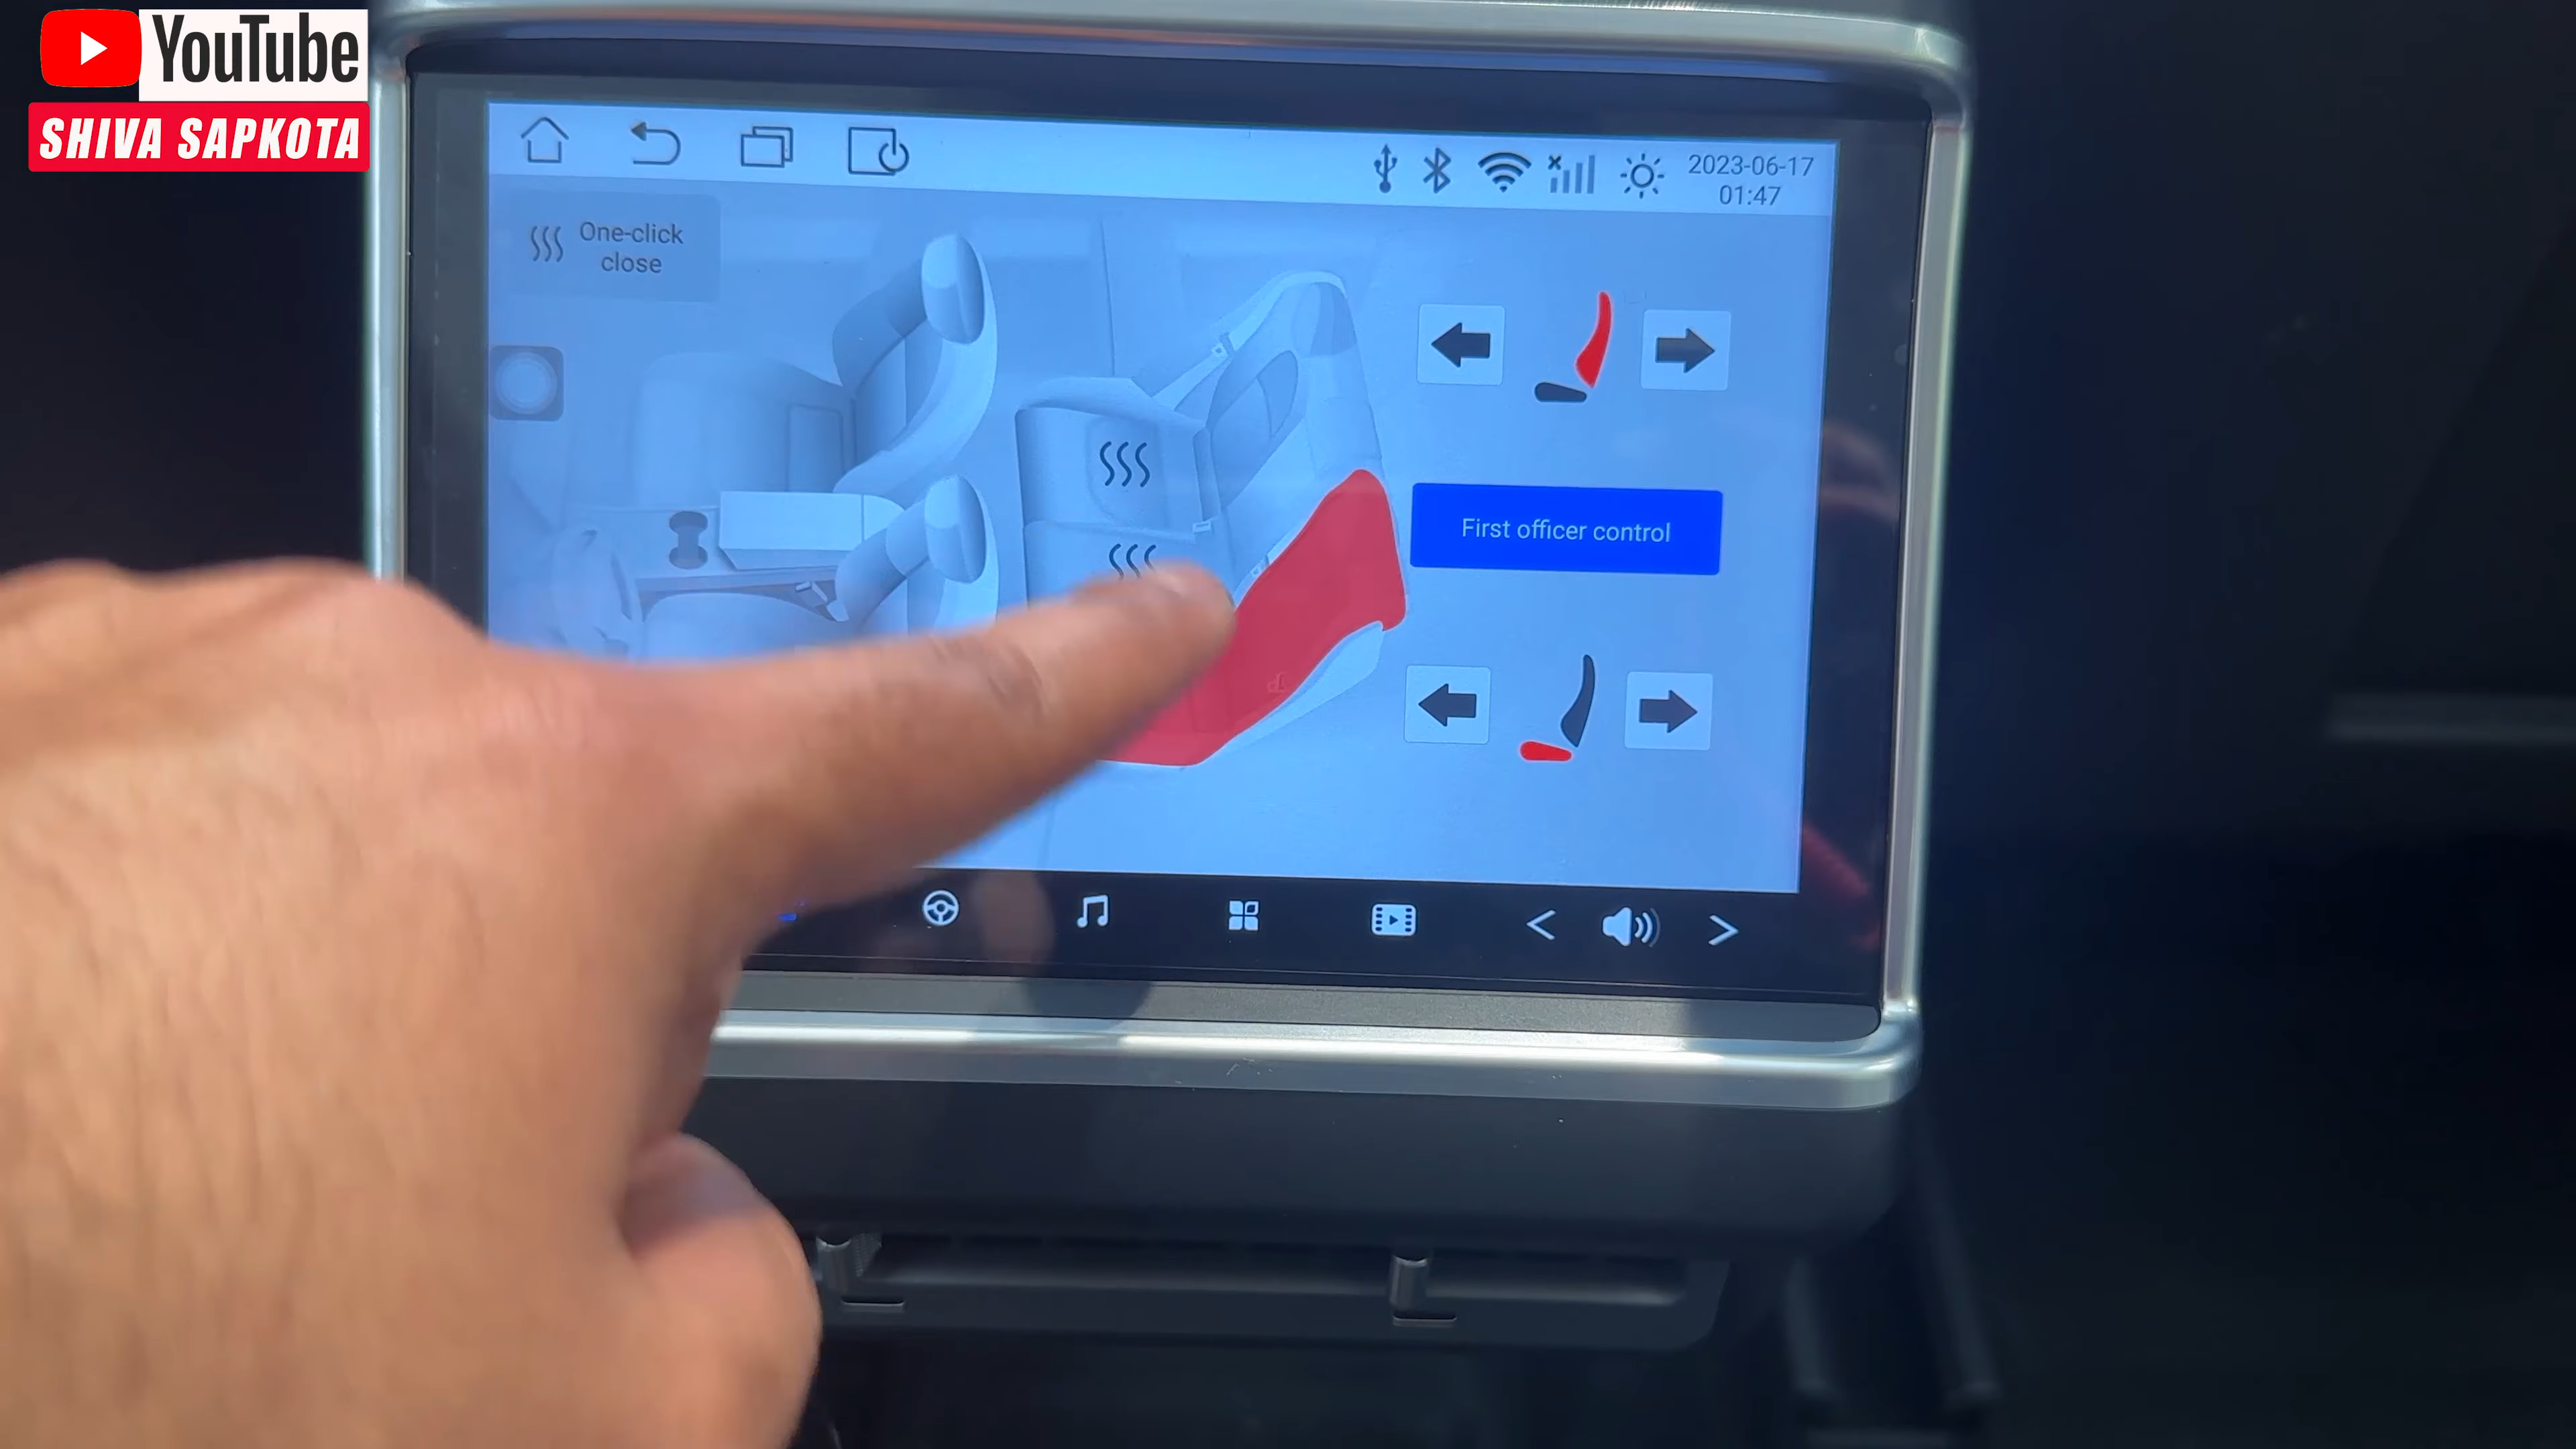 YouTube
SHIVA SAPKOTA
2023-06-17
01:47
One-click
close
First officer control